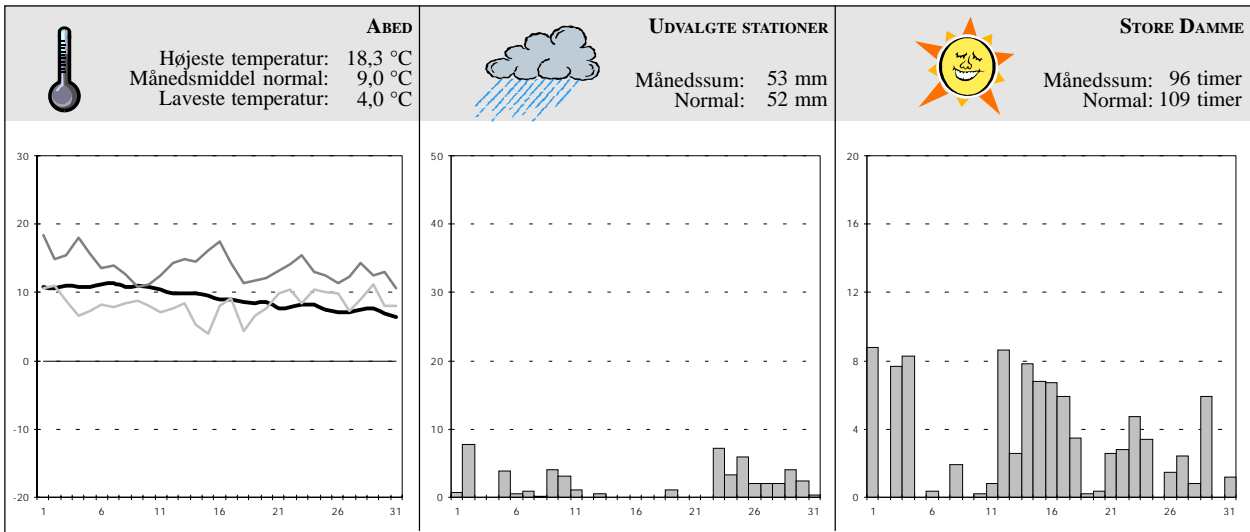 ABED
Højeste temperatur: 18,3 °C
Månedsmiddel normal: 9,0 °C
Laveste temperatur: 4,0 °C
UDVALGTE STATIONER
Månedssum: 53 mm
Normal: 52 mm
STORE DAMME
Månedssum: 96 timer
Normal: 109 timer
30
20
10
0
-10
-20
1 6 11 16 21 26 31
50
40
30
20
10
0
1 6 11 16 21 26 31
20
16
12
8
4
0
1 6 11 16 21 26 31